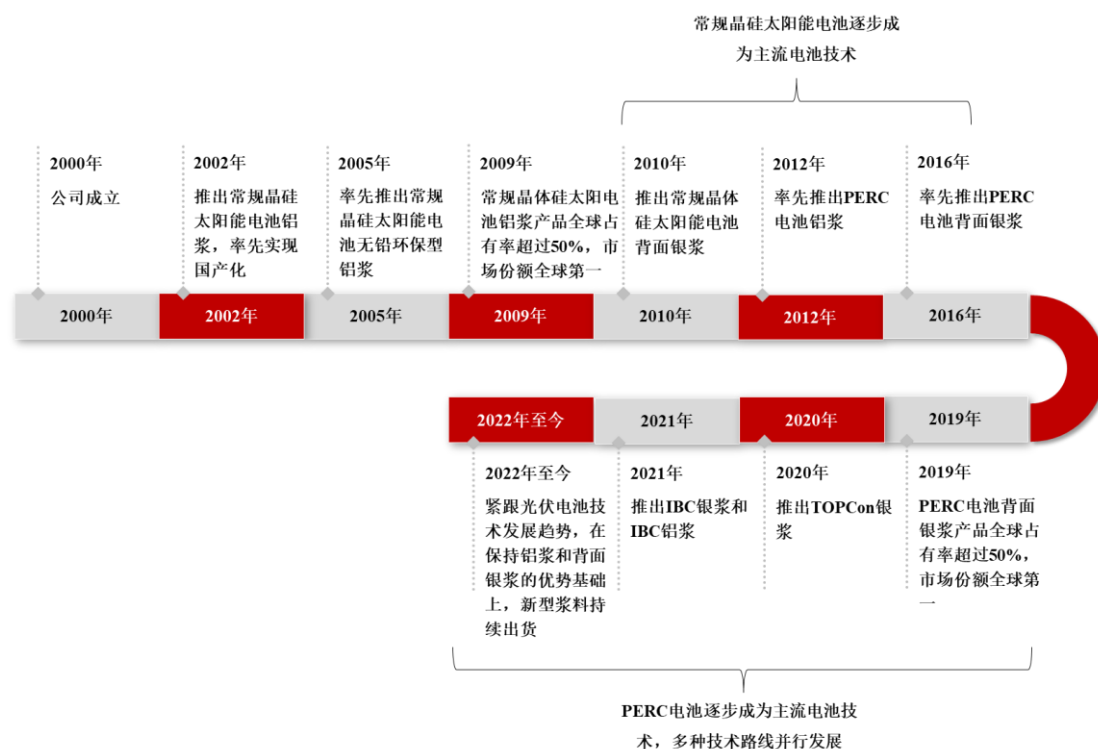 常规晶硅太阳能电池逐步成
为主流电池技术
2000年
公司成立
2002年
推出常规晶硅
太阳能电池铝
浆，率先实现
国产化
2005年
率先推出常规
晶硅太阳能电
池无铅环保型
铝浆
2009年
常规晶体硅太阳电
池铝浆产品全球占
有率超过50%，市
场份额全球第一
2010年
推出常规晶体
硅太阳能电池
背面银浆
2012年
率先推出PERC
电池铝浆
2016年
率先推出PERC
电池背面银浆
2000年
2002年
2005年
2009年
2010年
2012年
2016年
2022年至今
2021年
2020年
2019年
2022年至今
紧跟光伏电池技
术发展趋势，在
保持铝浆和背面
银浆的优势基础
上，新型浆料持
续出货
2021年
推出IBC银浆和
IBC铝浆
2020年
推出TOPCon银
浆
2019年
PERC电池背面
银浆产品全球占
有率超过50%，
市场份额全球第
一
PERC电池逐步成为主流电池技
术，多种技术路线并行发展